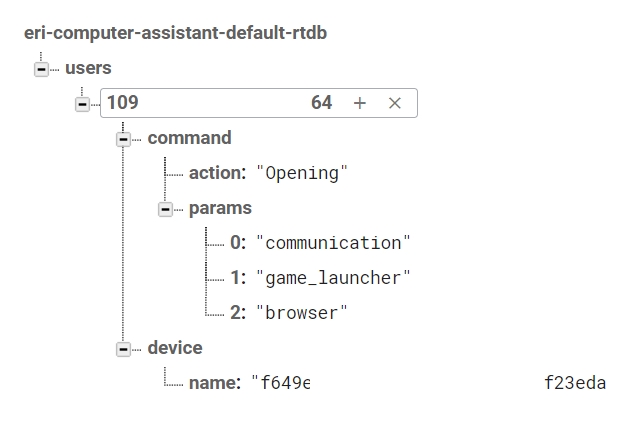 eri-computer-assistant-default-rtdb
users
109 64 + ×
command
action: "Opening"
params
0: "communication"
1: "game_launcher"
2: "browser"
device
name: "f649e f23eda